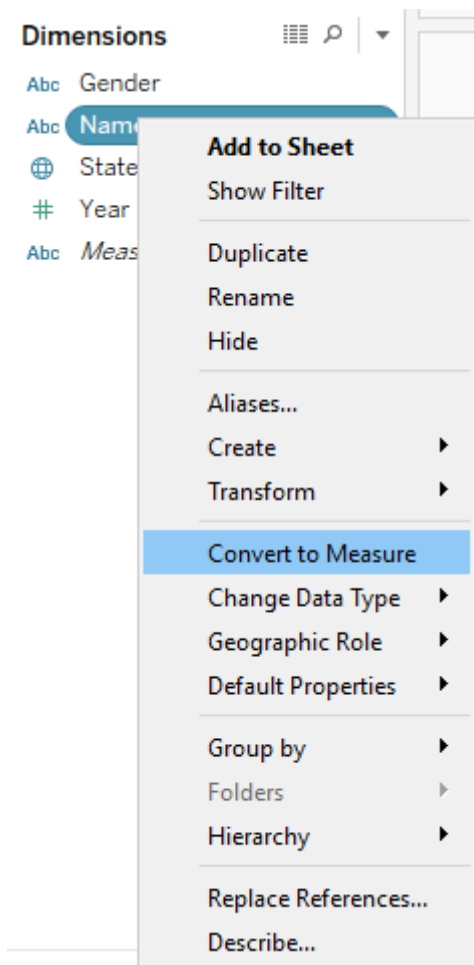 Dimensions
Abc Gender
Abc Name
State
# Year
Abc Meas
Add to Sheet
Show Filter
Duplicate
Rename
Hide
Aliases...
Create
Transform
Convert to Measure
Change Data Type
Geographic Role
Default Properties
Group by
Folders
Hierarchy
Replace References...
Describe...